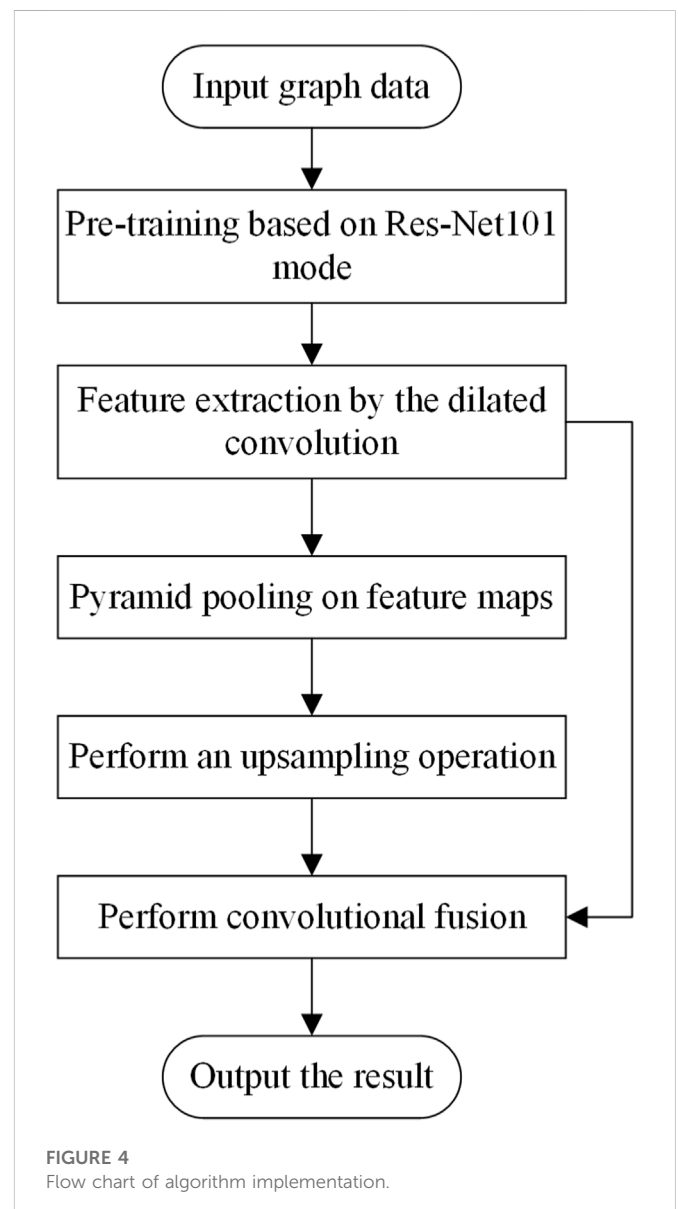 Input graph data
Pre-training based on Res-Net101
mode
Feature extraction by the dilated
convolution
Pyramid pooling on feature maps
Perform an upsampling operation
Perform convolutional fusion
Output the result
FIGURE 4
Flow chart of algorithm implementation.